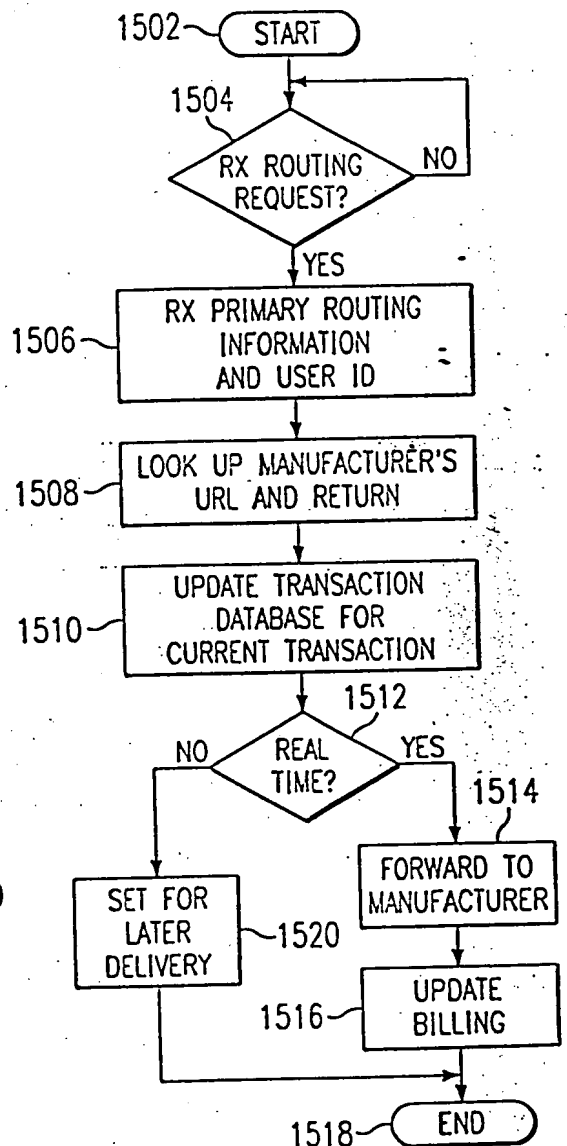 1502
START
1504
RX ROUTING
REQUEST?
NO
YES
1506
RX PRIMARY ROUTING
INFORMATION
AND USER ID
1508
LOOK UP MANUFACTURER'S
URL AND RETURN
1510
UPDATE TRANSACTION
DATABASE FOR
CURRENT TRANSACTION
1512
NO
REAL
TIME?
YES
1514
FORWARD TO
MANUFACTURER
SET FOR
LATER
DELIVERY
1520
1516
UPDATE
BILLING
1518
END